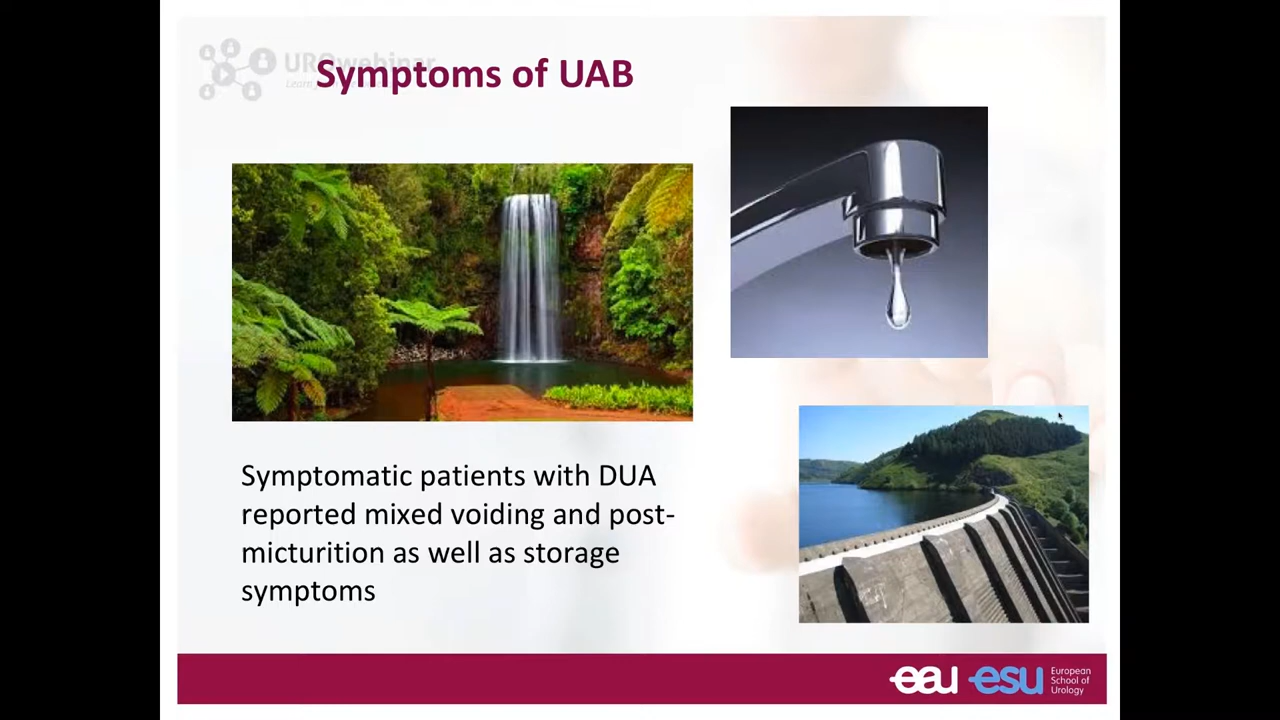 UROwebinar
Symptoms of UAB
Symptomatic patients with DUA
reported mixed voiding and post-
micturition as well as storage
symptoms
eau esu European
School of
Urology